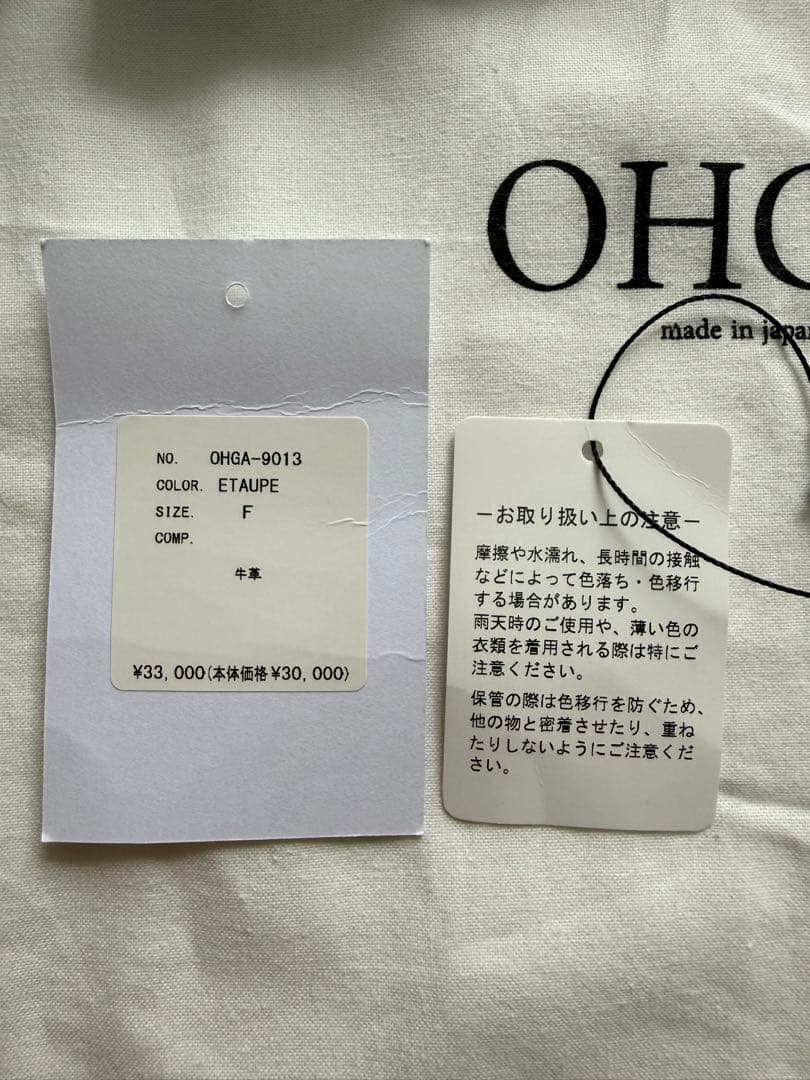 OHG
made in japan
NO. OHGA-9013
COLOR. ETAUPE
SIZE. F
COMP.
牛革
¥33,000(本体価格¥30,000)
－お取り扱い上の注意－
摩擦や水濡れ、長時間の接触
などによって色落ち・色移行
する場合があります。
雨天時のご使用や、薄い色の
衣類を着用される際は特にご
注意ください。
保管の際は色移行を防ぐため、
他の物と密着させたり、重ね
たりしないようにご注意くだ
さい。